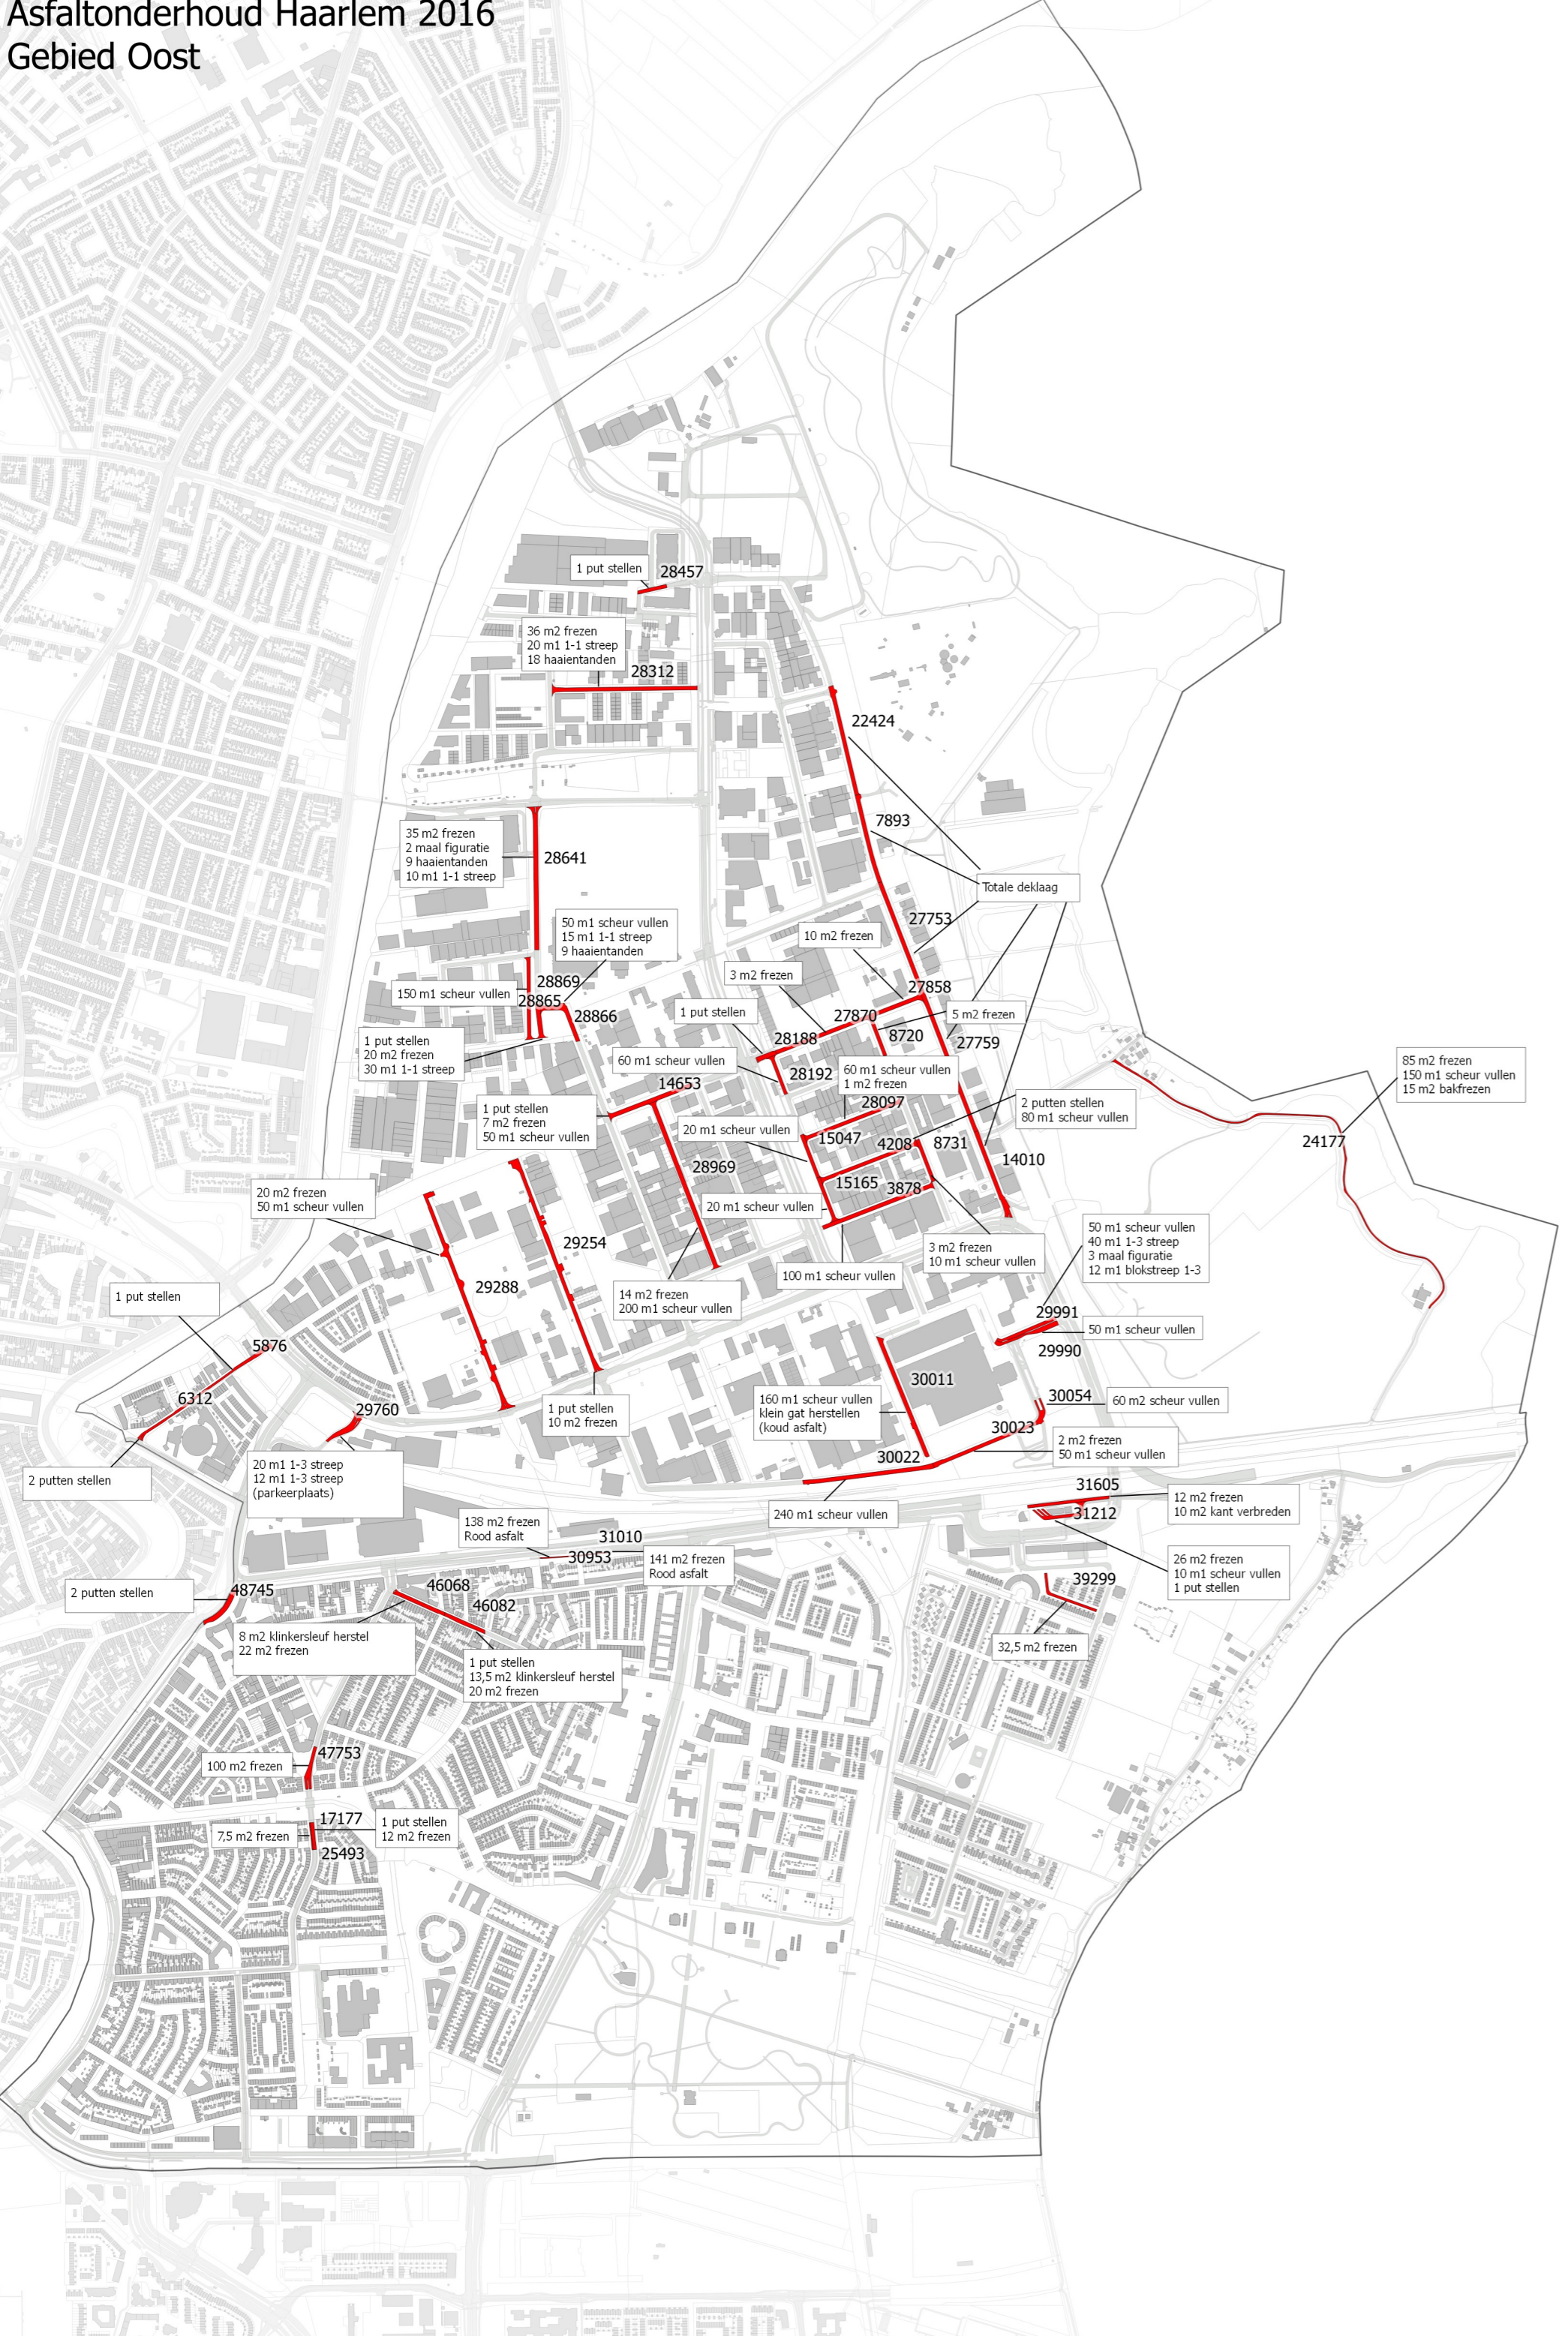 Asfaltonderhoud Haarlem 2016
Gebied Oost
1 put stellen
28457
36 m2 frezen
20 m1 1-1 streep
18 haaientanden
28312
22424
7893
35 m2 frezen
2 maal figuratie
9 haaientanden
10 m1 1-1 streep
28641
Totale deklaag
27753
50 m1 scheur vullen
15 m1 1-1 streep
9 haaientanden
10 m2 frezen
3 m2 frezen
150 m1 scheur vullen
28869
28865
28866
27858
1 put stellen
27870
5 m2 frezen
28188
8720
27759
1 put stellen
20 m2 frezen
30 m1 1-1 streep
60 m1 scheur vullen
28192
60 m1 scheur vullen
1 m2 frezen
85 m2 frezen
150 m1 scheur vullen
15 m2 bakfrezen
14653
28097
2 putten stellen
80 m1 scheur vullen
1 put stellen
7 m2 frezen
50 m1 scheur vullen
20 m1 scheur vullen
15047
4208
8731
24177
28969
14010
15165
3878
20 m2 frezen
50 m1 scheur vullen
20 m1 scheur vullen
29254
50 m1 scheur vullen
40 m1 1-3 streep
3 maal figuratie
12 m1 blokstreep 1-3
3 m2 frezen
10 m1 scheur vullen
100 m1 scheur vullen
29288
14 m2 frezen
200 m1 scheur vullen
1 put stellen
29991
50 m1 scheur vullen
29990
5876
30011
6312
29760
1 put stellen
10 m2 frezen
160 m1 scheur vullen
klein gat herstellen
(koud asfalt)
30054
60 m2 scheur vullen
30023
2 m2 frezen
50 m1 scheur vullen
30022
20 m1 1-3 streep
12 m1 1-3 streep
(parkeerplaats)
2 putten stellen
31605
12 m2 frezen
10 m2 kant verbreden
240 m1 scheur vullen
31212
138 m2 frezen
Rood asfalt
31010
30953
141 m2 frezen
Rood asfalt
26 m2 frezen
10 m1 scheur vullen
1 put stellen
39299
2 putten stellen
48745
46068
46082
8 m2 klinkersleuf herstel
22 m2 frezen
32,5 m2 frezen
1 put stellen
13,5 m2 klinkersleuf herstel
20 m2 frezen
47753
100 m2 frezen
17177
1 put stellen
12 m2 frezen
7,5 m2 frezen
25493